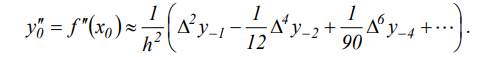 y₀″ = f″(x₀) ≈ 1/h² (Δ²y₋₁ − 1/12 Δ⁴y₋₂ + 1/90 Δ⁶y₋₄ + ⋯).